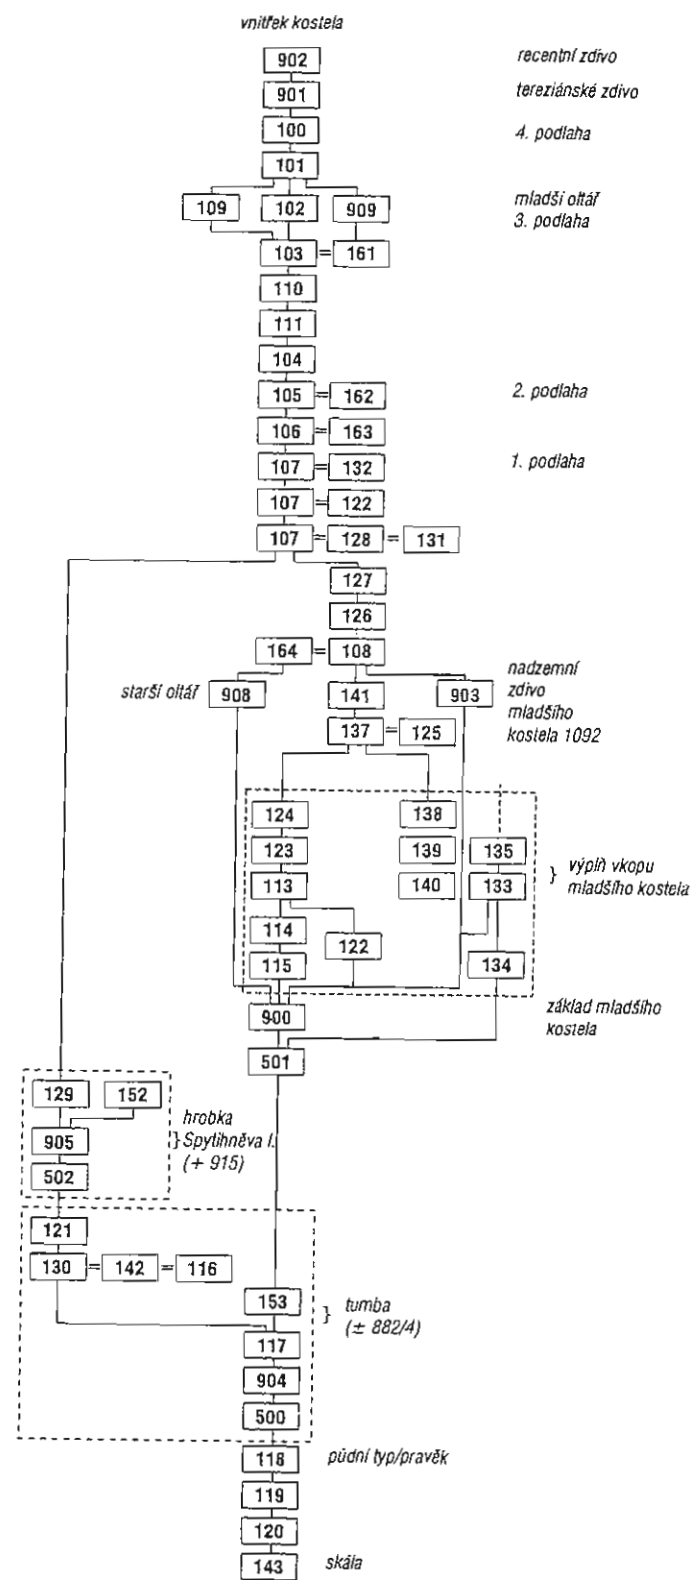 vnitřek kostela
902 recentní zdivo
901 tereziánské zdivo
100 4. podlaha
101
109 102 909 mladší oltář
3. podlaha
103 = 161
110
111
104
105 = 162 2. podlaha
106 = 163
107 = 132 1. podlaha
107 = 122
107 = 128 = 131
127
126
164 = 108
starší oltář 908 141 903 nadzemní
zdivo
mladšího
kostela 1092
137 = 125
124 138
123 139 135
113 140 133 } výplň vkopu
mladšího kostela
114 122
115 134
900 základ mladšího
kostela
501
129 152
905 } hrobka
Spytihněva I.
(+ 915)
502
121
130 = 142 = 116
153 } tumba
(± 882/4)
117
904
500
118 půdní typ/pravěk
119
120
143 skála